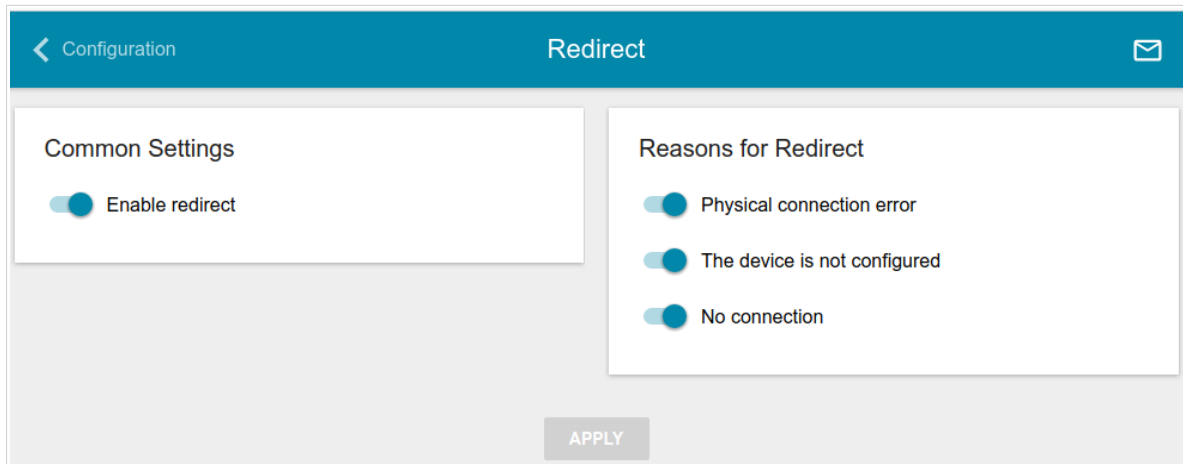 Configuration
Redirect
Common Settings
Enable redirect
Reasons for Redirect
Physical connection error
The device is not configured
No connection
APPLY